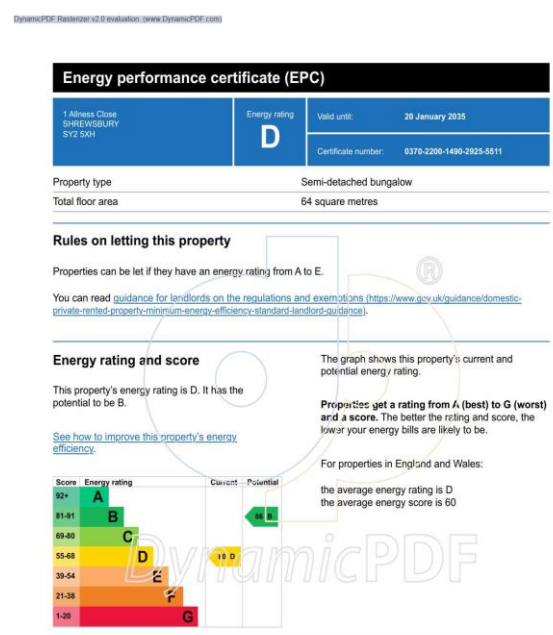 DynamicPDF Rasterizer v2.0 evaluation. (www.DynamicPDF.com)
Energy performance certificate (EPC)
1 Allness Close
SHREWSBURY
SY2 5XH
Energy rating
D
Valid until:
20 January 2035
Certificate number:
0370-2200-1490-2925-5511
Property type
Semi-detached bungalow
Total floor area
64 square metres
Rules on letting this property
Properties can be let if they have an energy rating from A to E.
You can read guidance for landlords on the regulations and exemptions (https://www.gov.uk/guidance/domestic-
private-rented-property-minimum-energy-efficiency-standard-landlord-guidance).
Energy rating and score
This property's energy rating is D. It has the
potential to be B.
See how to improve this property's energy
efficiency.
Score Energy rating Current Potential
92+ A
81-91 B
B
69-80 C
55-68 D
D
39-54 E
21-38 F
1-20 G
The graph shows this property's current and
potential energy rating.
Properties get a rating from A (best) to G (worst)
and a score. The better the rating and score, the
lower your energy bills are likely to be.
For properties in England and Wales:
the average energy rating is D
the average energy score is 60
DynamicPDF
®